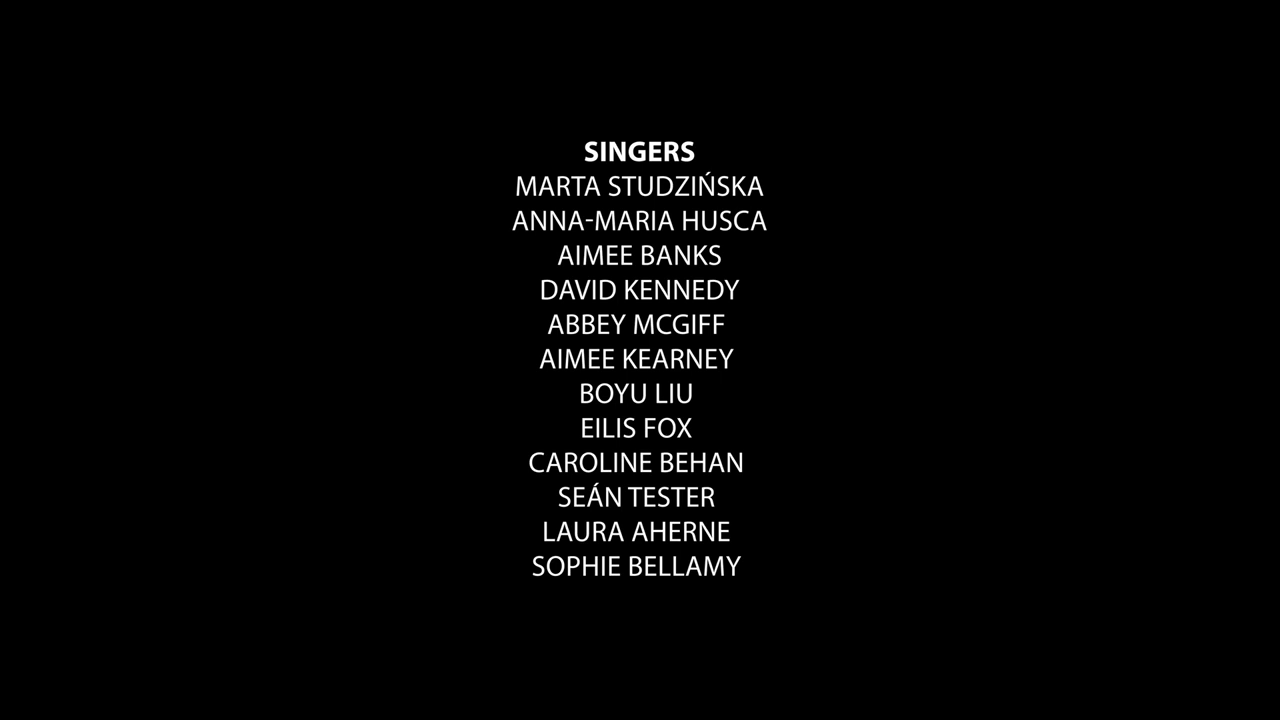 SINGERS
MARTA STUDZIŃSKA
ANNA-MARIA HUSCA
AIMEE BANKS
DAVID KENNEDY
ABBEY MCGIFF
AIMEE KEARNEY
BOYU LIU
EILIS FOX
CAROLINE BEHAN
SEÁN TESTER
LAURA AHERNE
SOPHIE BELLAMY